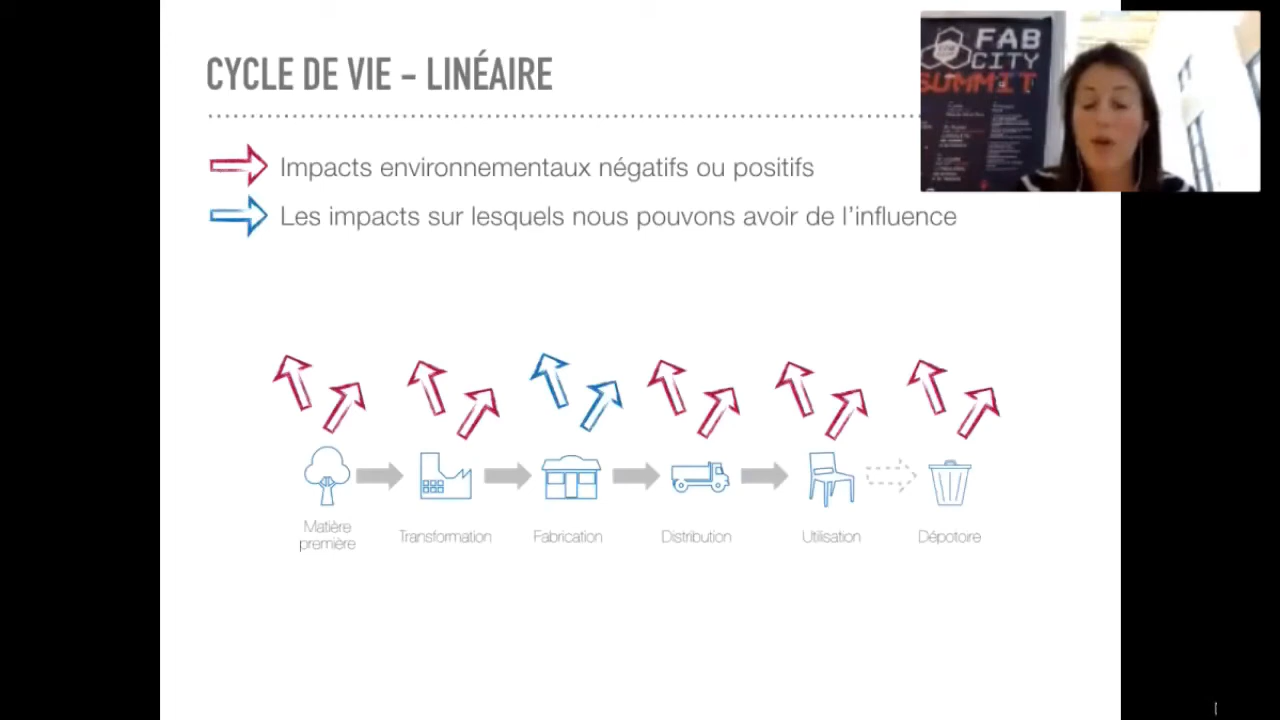 CYCLE DE VIE – LINÉAIRE
Impacts environnementaux négatifs ou positifs
Les impacts sur lesquels nous pouvons avoir de l’influence
FAB
CITY
SUMMIT
Matière
première
Transformation
Fabrication
Distribution
Utilisation
Dépotoire